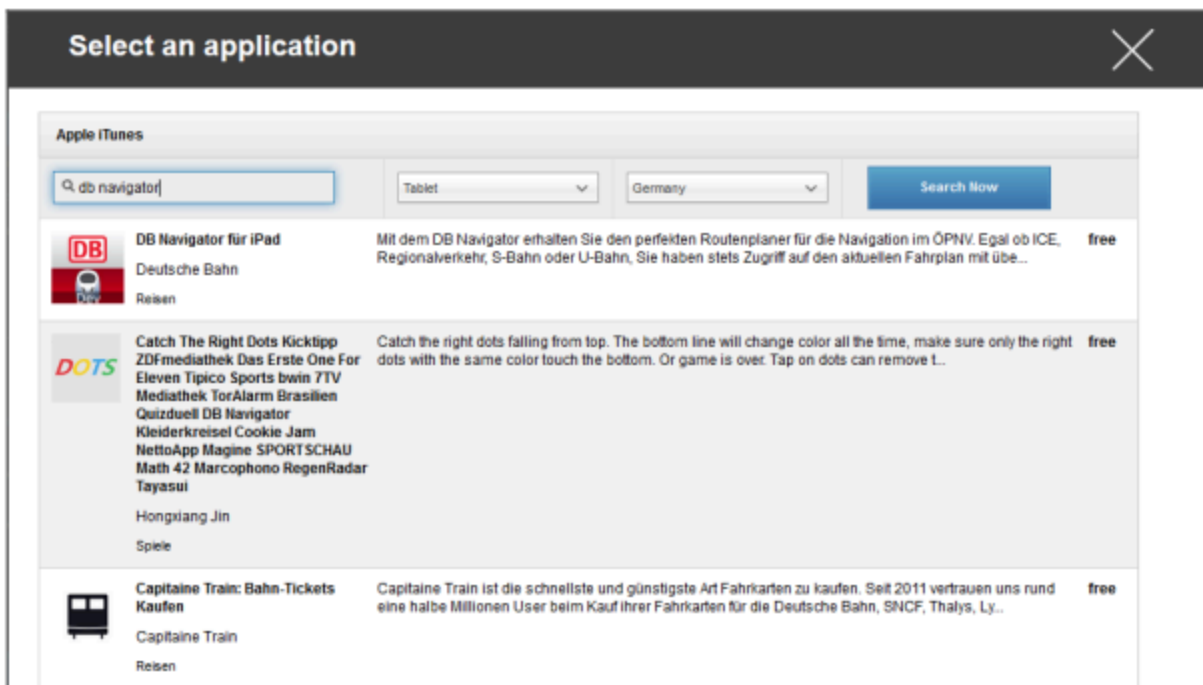 Select an application
Apple iTunes
db navigator
Tablet
Germany
Search Now
DB
Dev
DB Navigator für iPad
Deutsche Bahn
Reisen
Mit dem DB Navigator erhalten Sie den perfekten Routenplaner für die Navigation im ÖPNV. Egal ob ICE,
Regionalverkehr, S-Bahn oder U-Bahn, Sie haben stets Zugriff auf den aktuellen Fahrplan mit übe...
free
DOTS
Catch The Right Dots Kicktipp
ZDFmediathek Das Erste One For
Eleven Tipico Sports bwin 7TV
Mediathek TorAlarm Brasilien
Quizduell DB Navigator
Kleiderkreisel Cookie Jam
NettoApp Magine SPORTSCHAU
Math 42 Marcophono RegenRadar
Tayasui
Hongxiang Jin
Spiele
Catch the right dots falling from top. The bottom line will change color all the time, make sure only the right
dots with the same color touch the bottom. Or game is over. Tap on dots can remove t...
free
Capitaine Train: Bahn-Tickets
Kaufen
Capitaine Train
Reisen
Capitaine Train ist die schnellste und günstigste Art Fahrkarten zu kaufen. Seit 2011 vertrauen uns rund
eine halbe Millionen User beim Kauf ihrer Fahrkarten für die Deutsche Bahn, SNCF, Thalys, Ly...
free